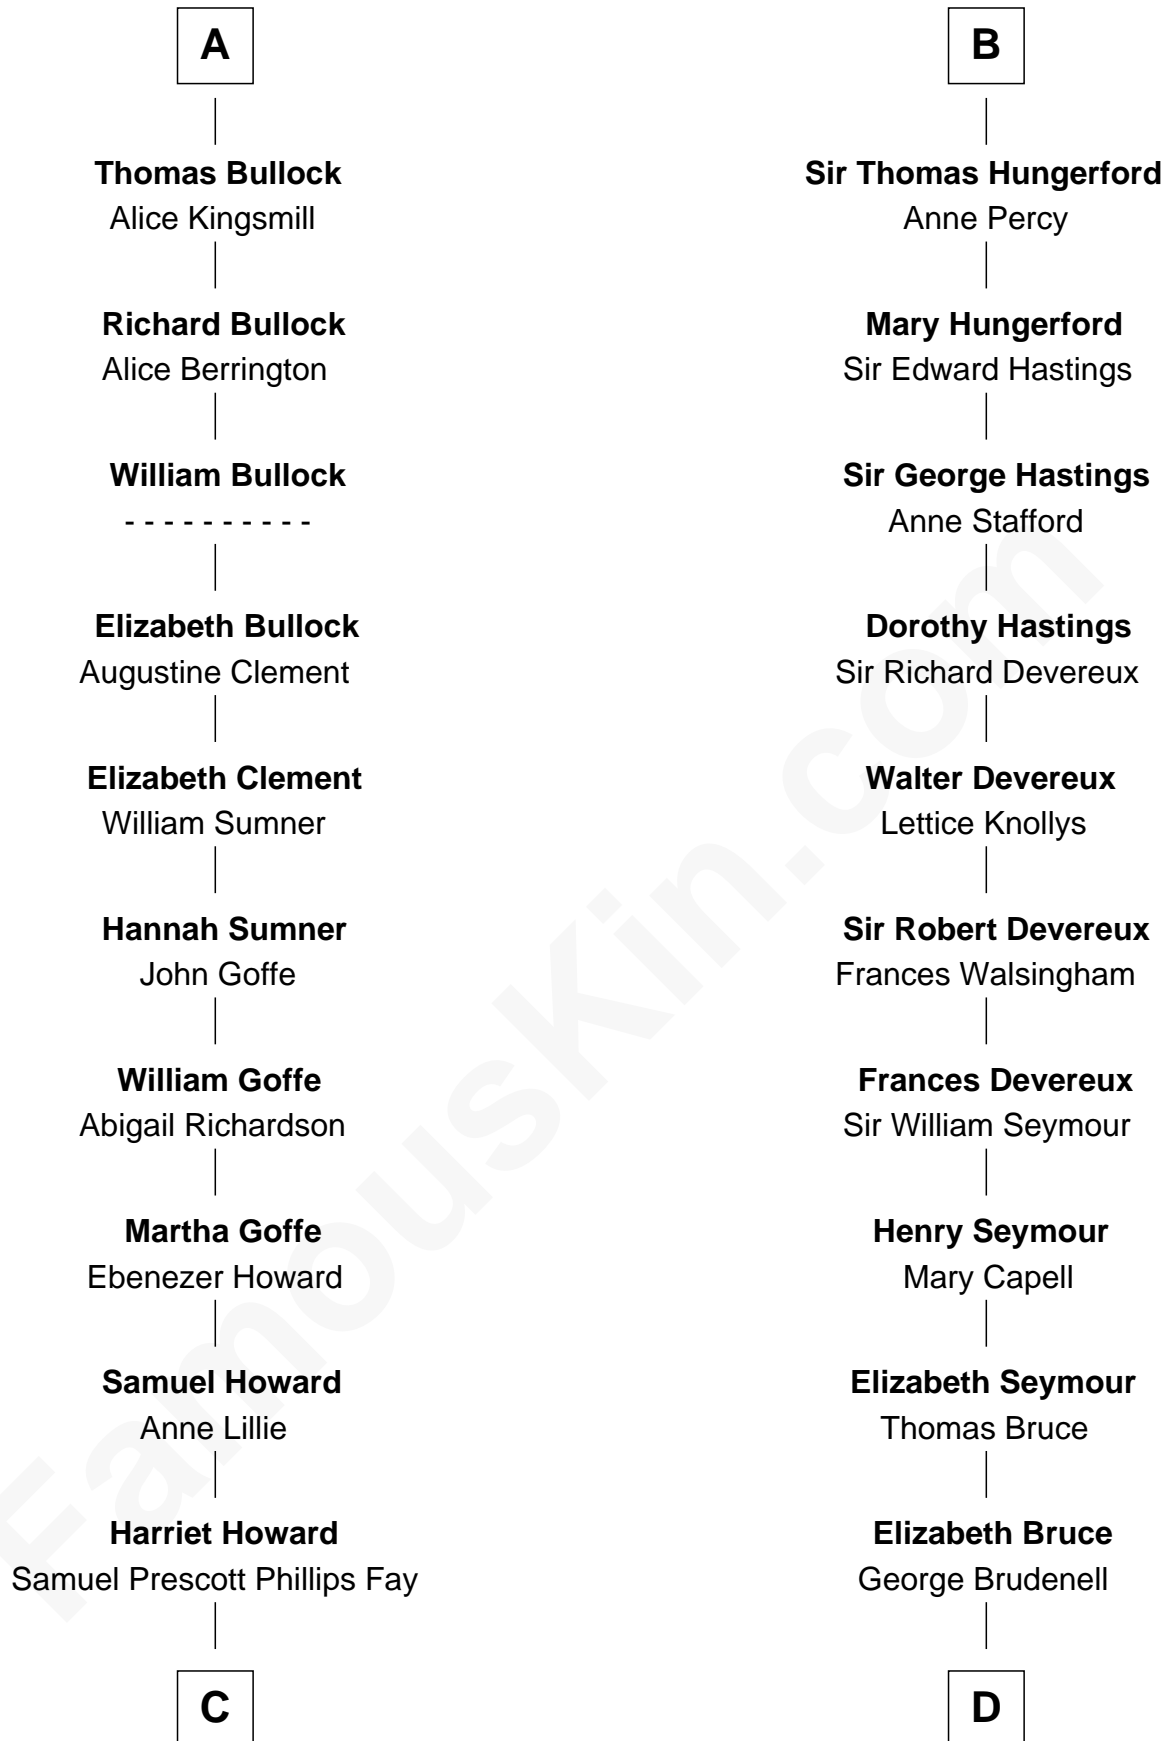 A
Thomas Bullock
Alice Kingsmill
Richard Bullock
Alice Berrington
William Bullock
- - - - - - - - - -
Elizabeth Bullock
Augustine Clement
Elizabeth Clement
William Sumner
Hannah Sumner
John Goffe
William Goffe
Abigail Richardson
Martha Goffe
Ebenezer Howard
Samuel Howard
Anne Lillie
Harriet Howard
Samuel Prescott Phillips Fay
C
B
Sir Thomas Hungerford
Anne Percy
Mary Hungerford
Sir Edward Hastings
Sir George Hastings
Anne Stafford
Dorothy Hastings
Sir Richard Devereux
Walter Devereux
Lettice Knollys
Sir Robert Devereux
Frances Walsingham
Frances Devereux
Sir William Seymour
Henry Seymour
Mary Capell
Elizabeth Seymour
Thomas Bruce
Elizabeth Bruce
George Brudenell
D
FamousKin.com